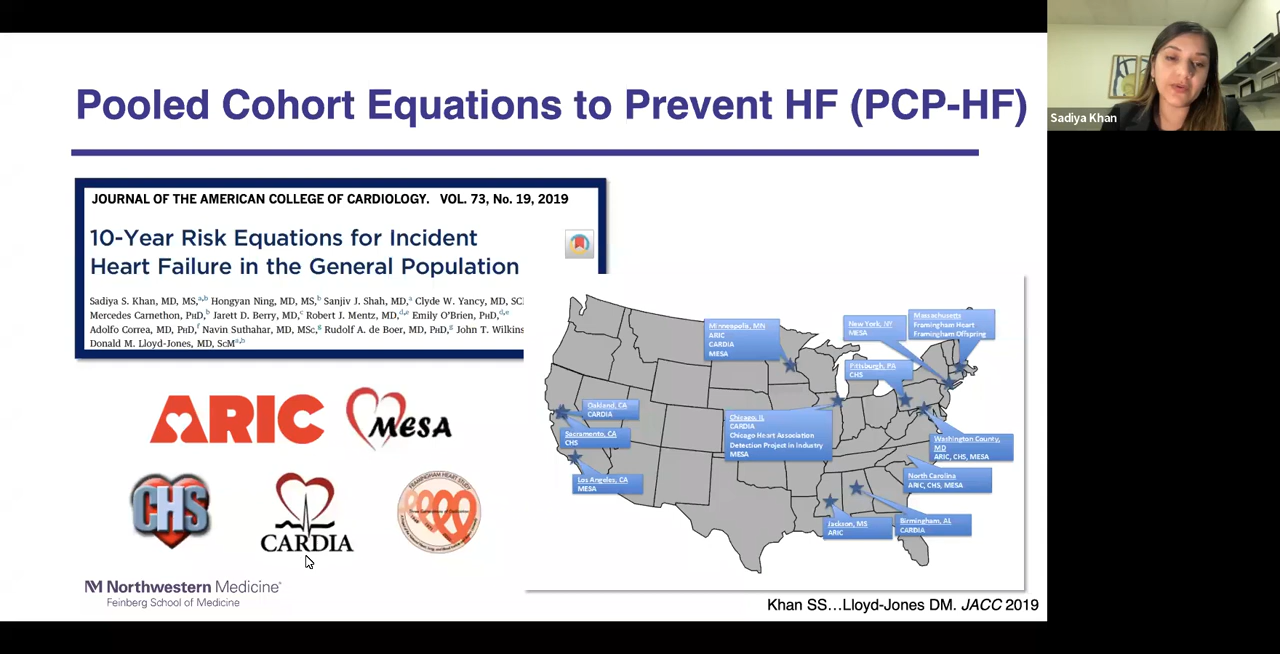 Pooled Cohort Equations to Prevent HF (PCP-HF)
Sadiya Khan
JOURNAL OF THE AMERICAN COLLEGE OF CARDIOLOGY. VOL. 73, No. 19, 2019
10-Year Risk Equations for Incident
Heart Failure in the General Population
Sadiya S. Khan, MD, MS,a,b Hongyan Ning, MD, MS,b Sanjiv J. Shah, MD,a Clyde W. Yancy, MD, SC
Mercedes Carnethon, PHD,b Jarett D. Berry, MD,c Robert J. Mentz, MD,d,e Emily O'Brien, PHD,d,e
Adolfo Correa, MD, PHD,f Navin Suthahar, MD, MSc,g Rudolf A. de Boer, MD, PHD,g John T. Wilkins
Donald M. Lloyd-Jones, MD, SCMa,b
ARIC
MESA
CHS
CARDIA
FRAMINGHAM HEART STUDY
Three Generations of Dedication
Minneapolis, MN
ARIC
CARDIA
MESA
New York, NY
MESA
Massachusetts
Framingham Heart
Framingham Offspring
Pittsburgh, PA
CHS
Oakland, CA
CARDIA
Sacramento, CA
CHS
Los Angeles, CA
MESA
Chicago, IL
CARDIA
Chicago Heart Association
Detection Project in Industry
MESA
Washington County,
MD
ARIC, CHS, MESA
North Carolina
ARIC, CHS, MESA
Jackson, MS
ARIC
Birmingham, AL
CARDIA
Northwestern Medicine
Feinberg School of Medicine
Khan SS...Lloyd-Jones DM. JACC 2019